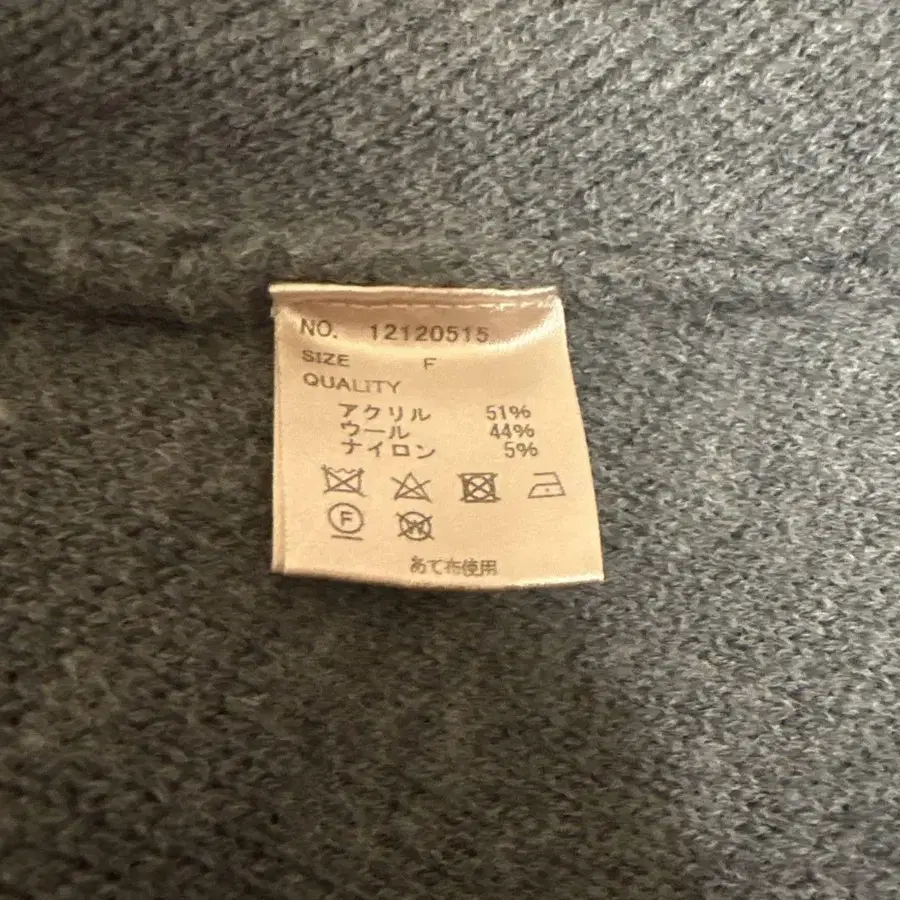 NO. 12120515
SIZE F
QUALITY
アクリル 51%
ウール 44%
ナイロン 5%
F W
あて布使用